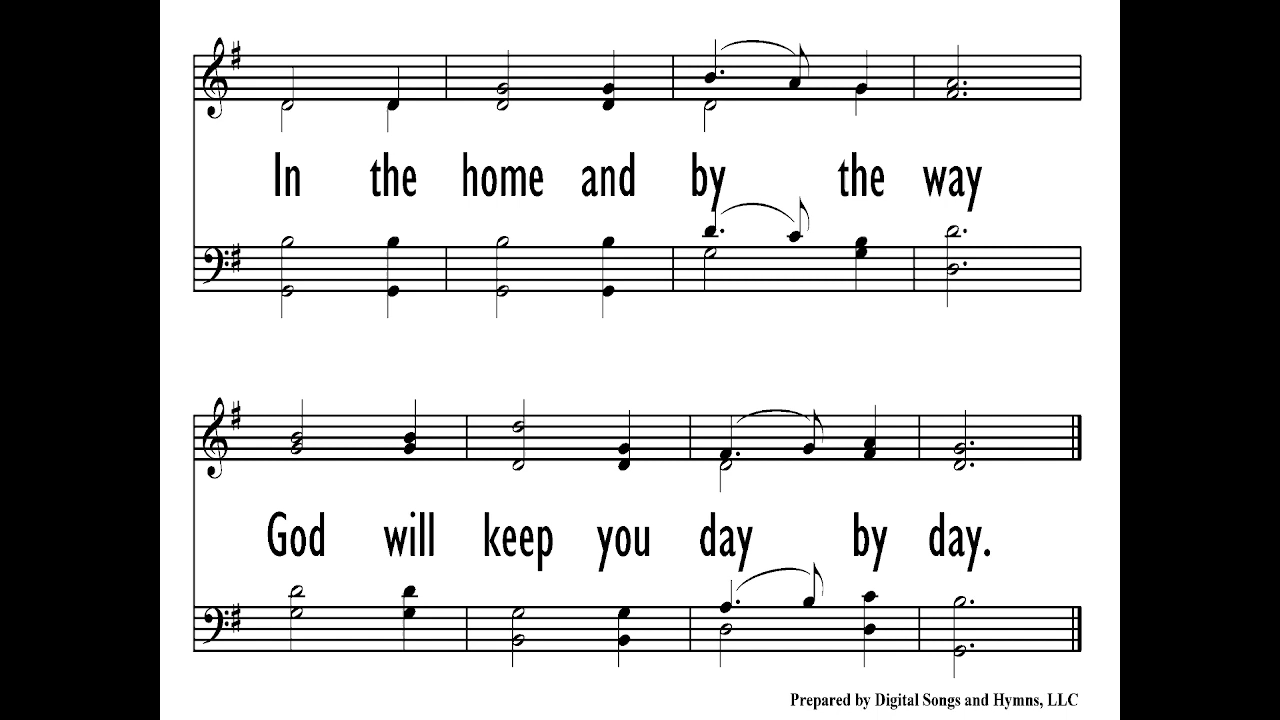 In the home and by the way
God will keep you day by day.
Prepared by Digital Songs and Hymns, LLC